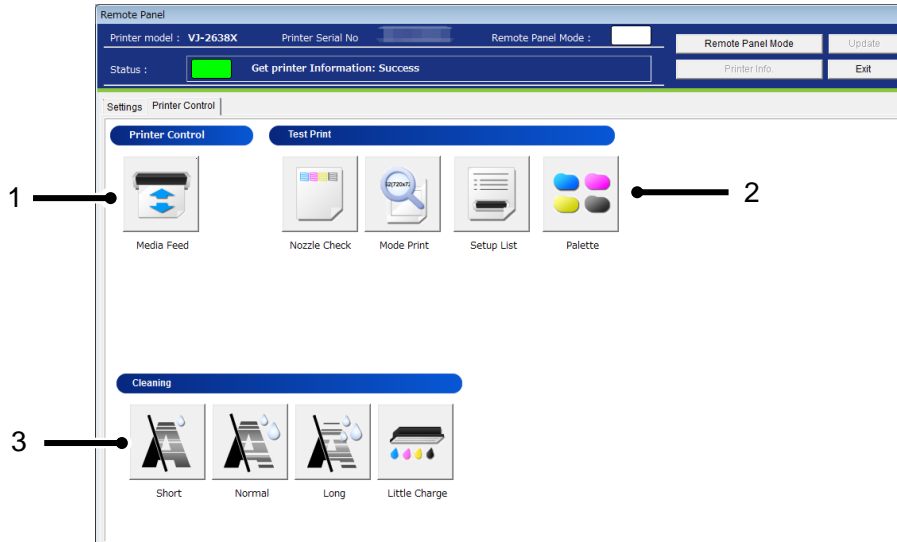 Remote Panel
Printer model : VJ-2638X Printer Serial No Remote Panel Mode :
Remote Panel Mode Update
Status : Get printer Information: Success
Printer Info. Exit
Settings Printer Control
Printer Control Test Print
1
2
Media Feed Nozzle Check Mode Print Setup List Palette
Cleaning
3
Short Normal Long Little Charge